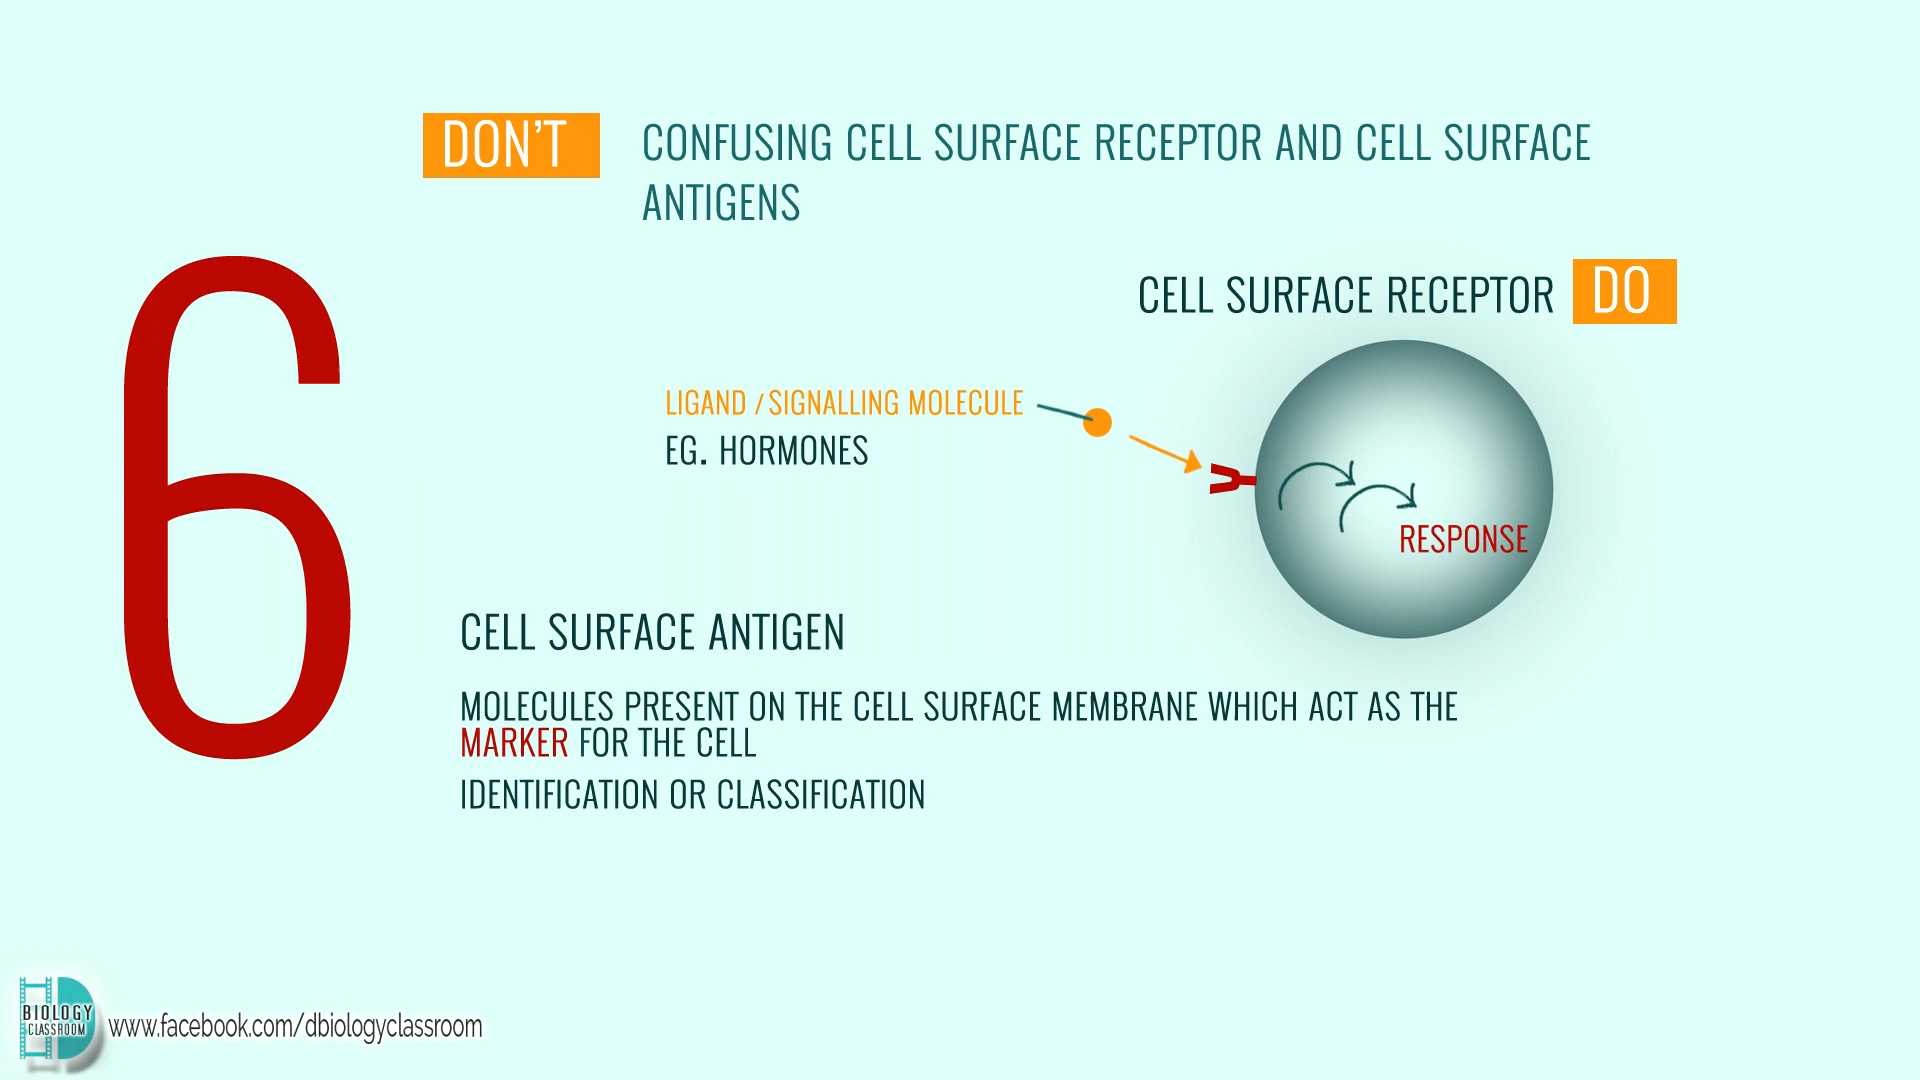 DON'T
CONFUSING CELL SURFACE RECEPTOR AND CELL SURFACE
ANTIGENS
6
CELL SURFACE RECEPTOR
DO
LIGAND / SIGNALLING MOLECULE
EG. HORMONES
RESPONSE
CELL SURFACE ANTIGEN
MOLECULES PRESENT ON THE CELL SURFACE MEMBRANE WHICH ACT AS THE
MARKER FOR THE CELL
IDENTIFICATION OR CLASSIFICATION
BIOLOGY
CLASSROOM
www.facebook.com/dbiologyclassroom